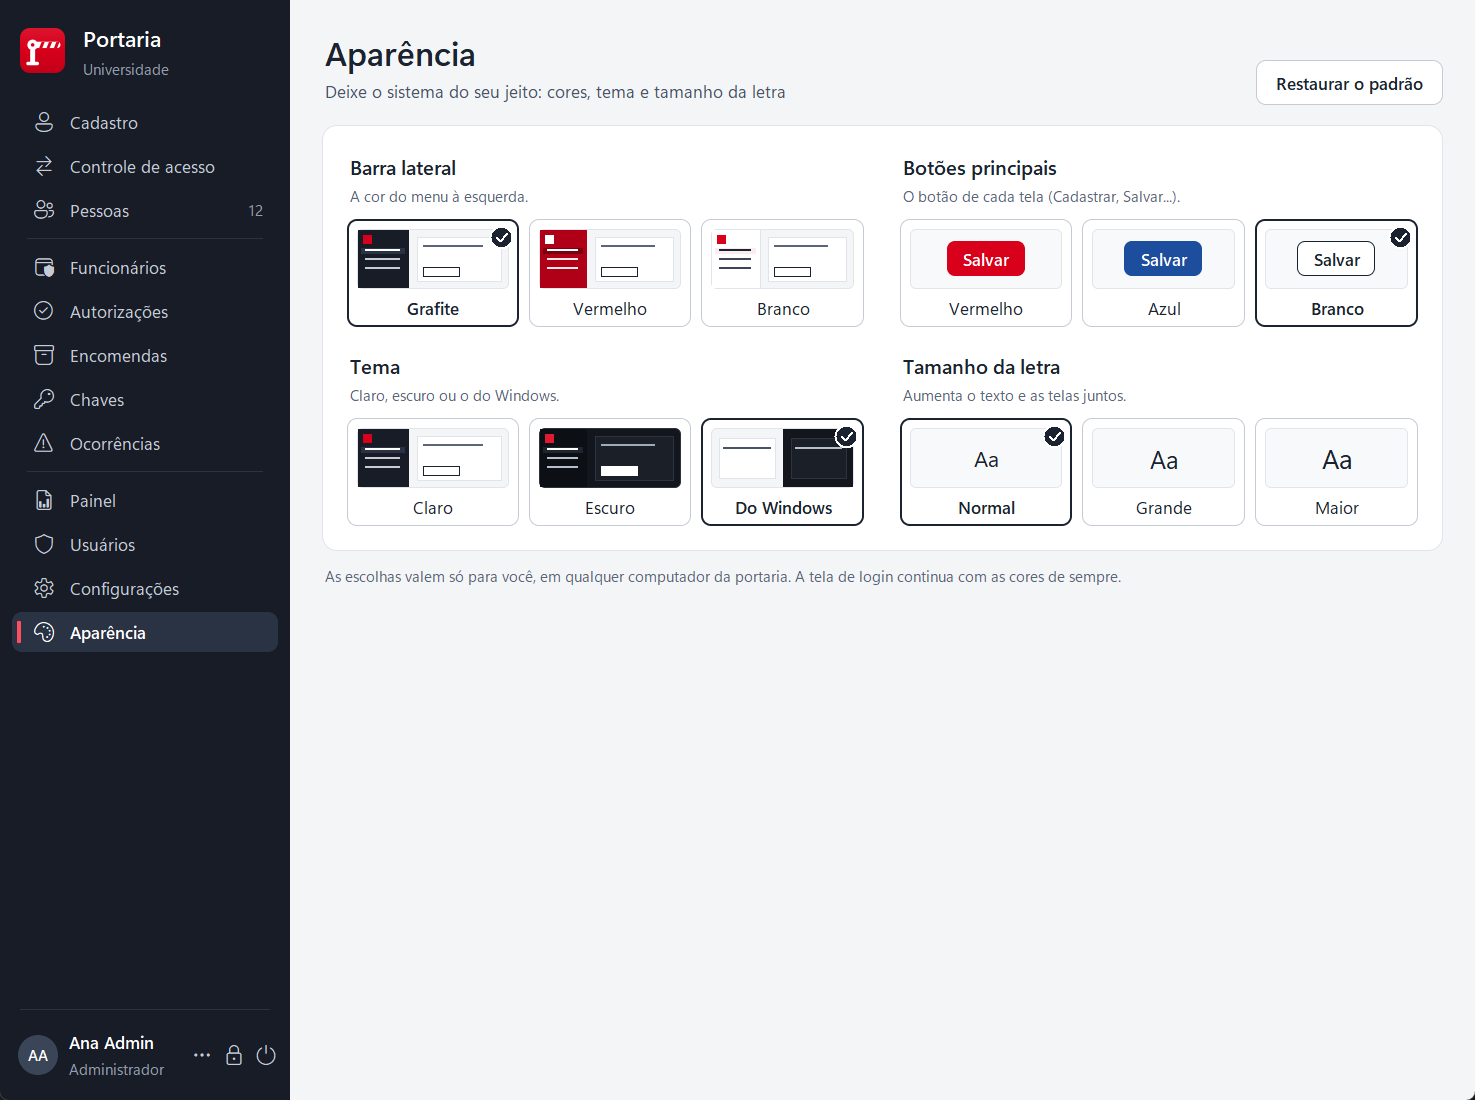 Portaria
Universidade
Cadastro
Controle de acesso
Pessoas 12
Funcionários
Autorizações
Encomendas
Chaves
Ocorrências
Painel
Usuários
Configurações
Aparência
AA
Ana Admin
Administrador
Aparência
Deixe o sistema do seu jeito: cores, tema e tamanho da letra
Restaurar o padrão
Barra lateral
A cor do menu à esquerda.
Grafite
Vermelho
Branco
Botões principais
O botão de cada tela (Cadastrar, Salvar...).
Salvar
Vermelho
Salvar
Azul
Salvar
Branco
Tema
Claro, escuro ou o do Windows.
Claro
Escuro
Do Windows
Tamanho da letra
Aumenta o texto e as telas juntos.
Aa
Normal
Aa
Grande
Aa
Maior
As escolhas valem só para você, em qualquer computador da portaria. A tela de login continua com as cores de sempre.